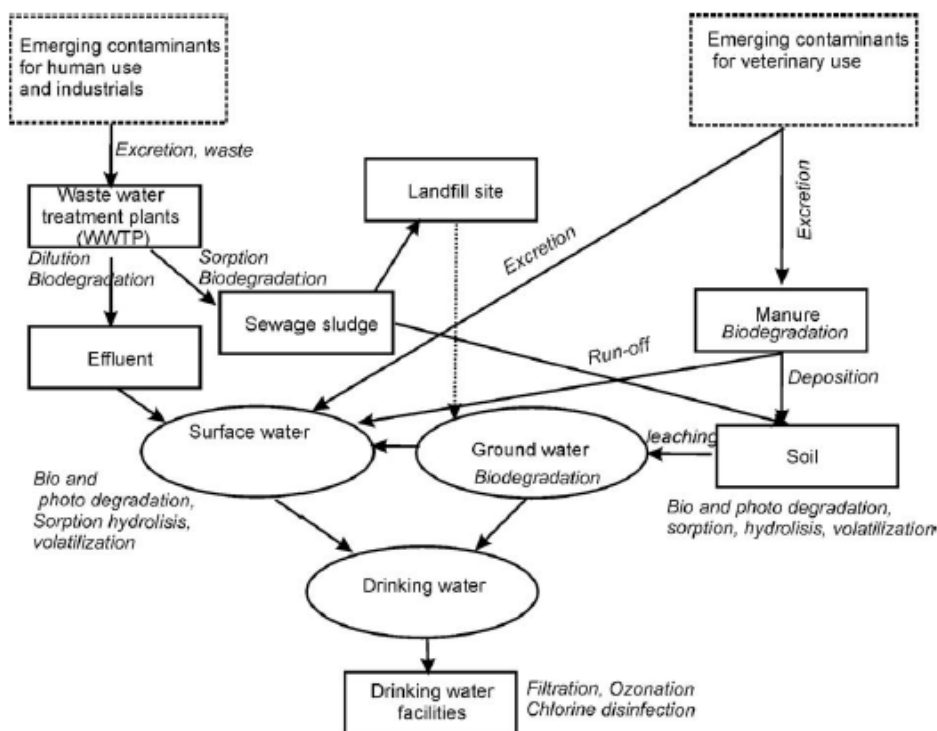 Emerging contaminants
for human use
and industrials
Emerging contaminants
for veterinary use
Excretion, waste
Waste water
treatment plants
(WWTP)
Landfill site
Excretion
Excretion
Dilution
Biodegradation
Sorption
Biodegradation
Sewage sludge
Manure
Biodegradation
Effluent
Run-off
Deposition
Surface water
Ground water
Biodegradation
leaching
Soil
Bio and
photo degradation,
Sorption hydrolisis,
volatilization
Bio and photo degradation,
sorption, hydrolisis, volatilization
Drinking water
Drinking water
facilities
Filtration, Ozonation
Chlorine disinfection